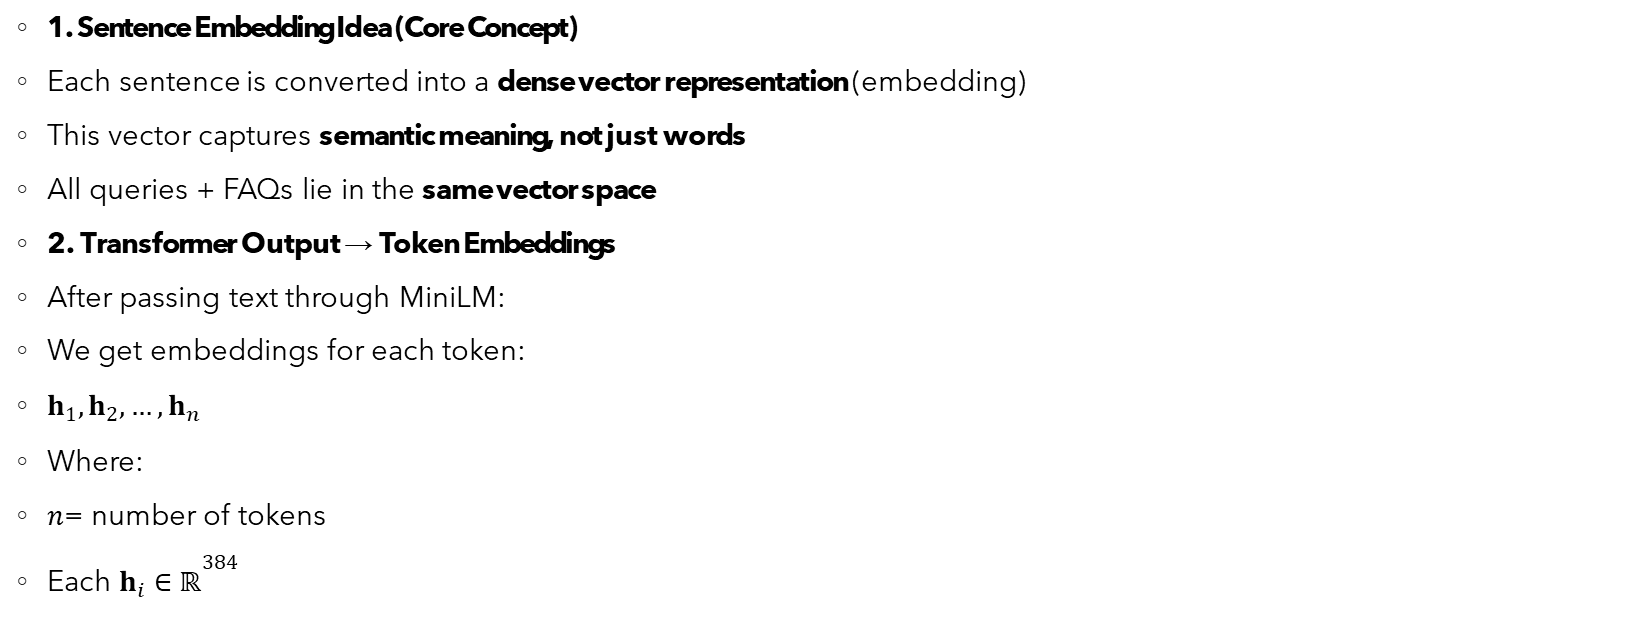 ◦ 1. Sentence Embedding Idea (Core Concept)
◦ Each sentence is converted into a dense vector representation (embedding)
◦ This vector captures semantic meaning, not just words
◦ All queries + FAQs lie in the same vector space
◦ 2. Transformer Output → Token Embeddings
◦ After passing text through MiniLM:
◦ We get embeddings for each token:
◦ 𝐡₁, 𝐡₂, … , 𝐡ₙ
◦ Where:
◦ 𝑛= number of tokens
◦ Each 𝐡ᵢ ∈ ℝ³⁸⁴